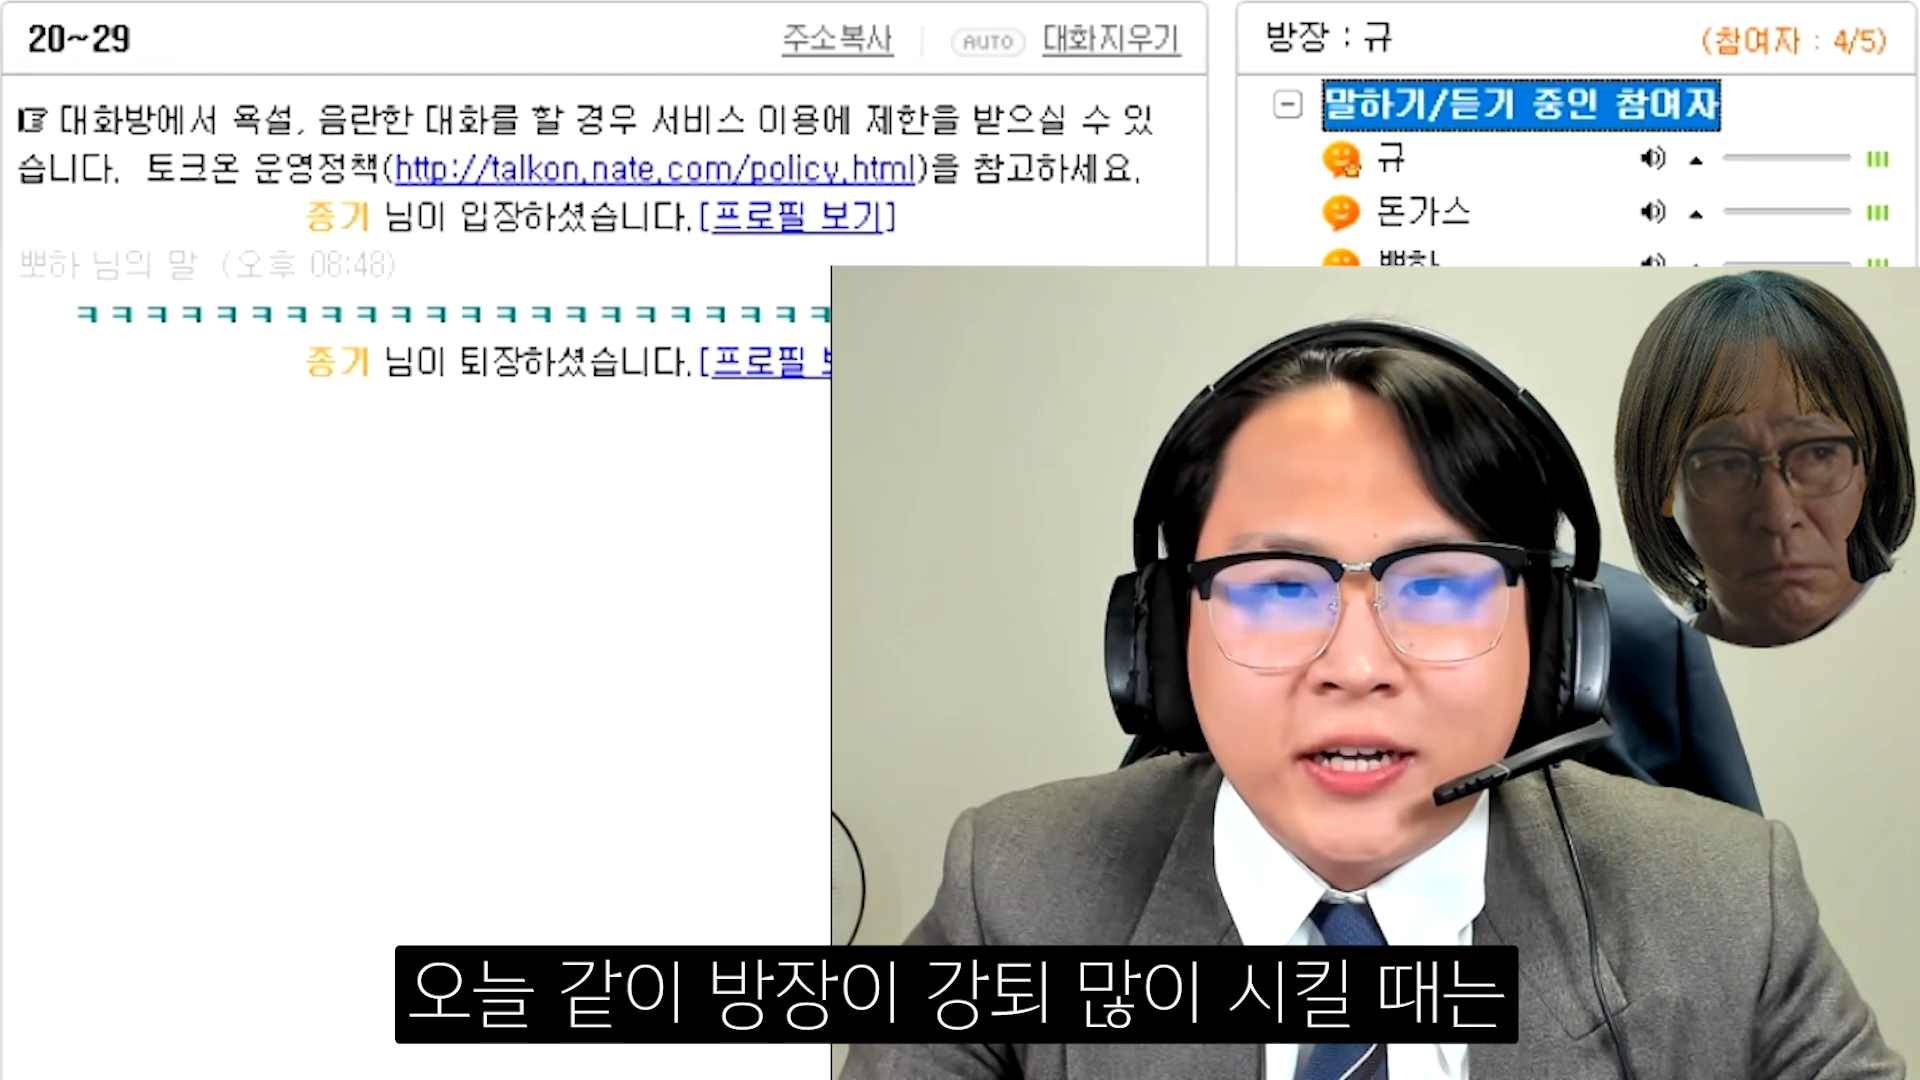 20~29
주소복사
AUTO
대화지우기
☞ 대화방에서 욕설, 음란한 대화를 할 경우 서비스 이용에 제한을 받으실 수 있
습니다. 토크온 운영정책(http://talkon.nate.com/policy.html)을 참고하세요.
종기 님이 입장하셨습니다.[프로필 보기]
뽀하 님의 말 (오후 08:48)
ㅋㅋㅋㅋㅋㅋㅋㅋㅋㅋㅋㅋㅋㅋㅋㅋㅋㅋㅋㅋㅋㅋ
종기 님이 퇴장하셨습니다.[프로필
방장 : 규
(참여자 : 4/5)
말하기/듣기 중인 참여자
규
돈가스
뽀하
오늘 같이 방장이 강퇴 많이 시킬 때는